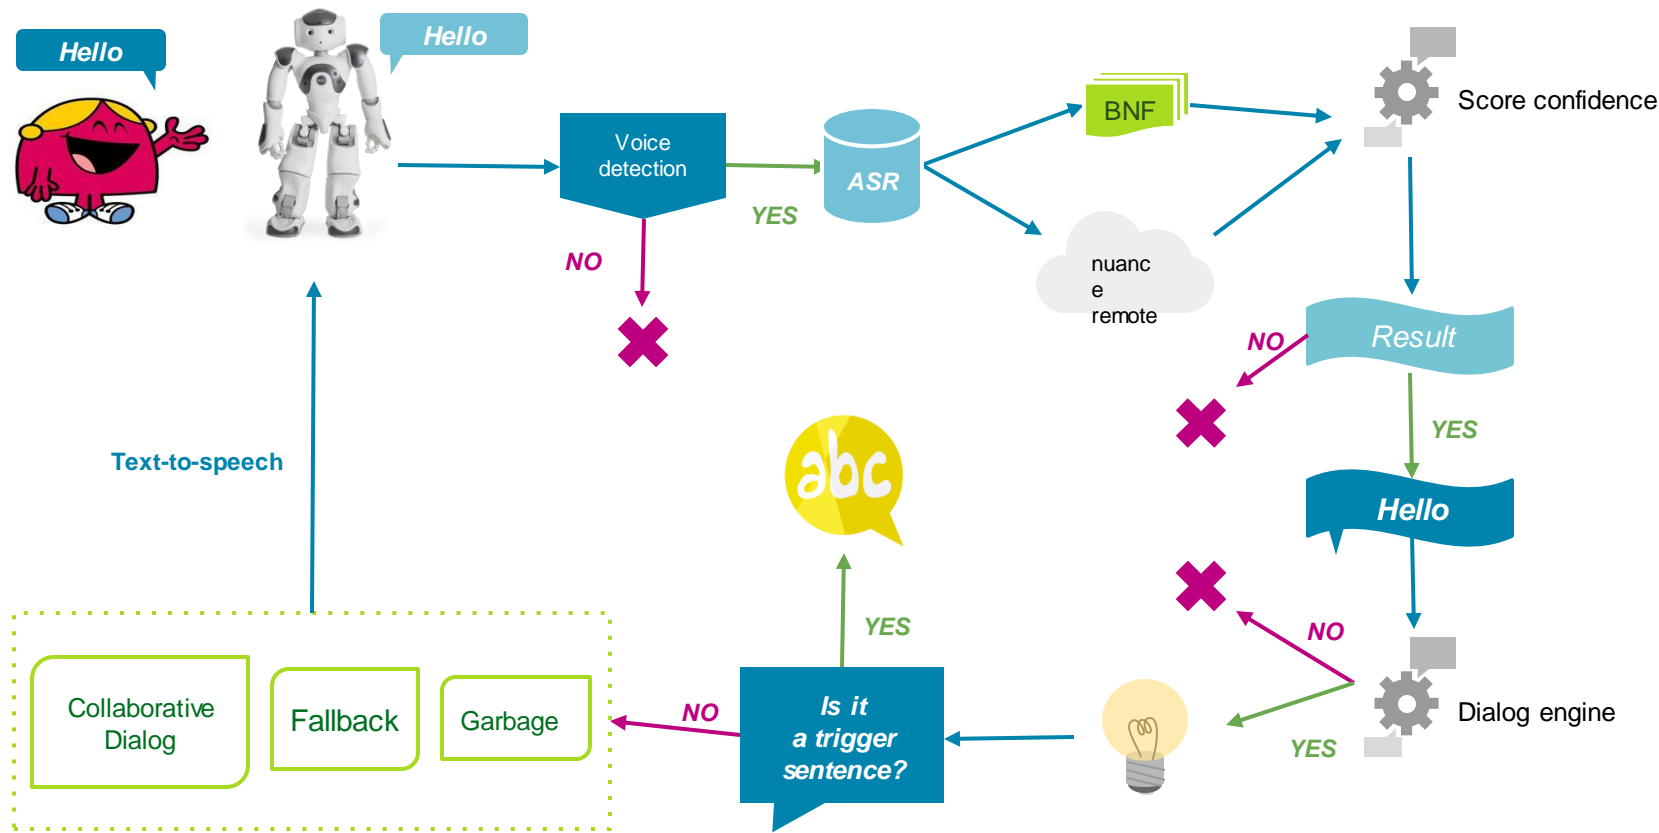 Hello
Hello
Voice
detection
YES
NO
ASR
BNF
nuanc
e
remote
Score confidence
Result
NO
YES
Hello
NO
YES
Dialog engine
Is it
a trigger
sentence?
YES
abc
NO
Collaborative
Dialog
Fallback
Garbage
Text-to-speech